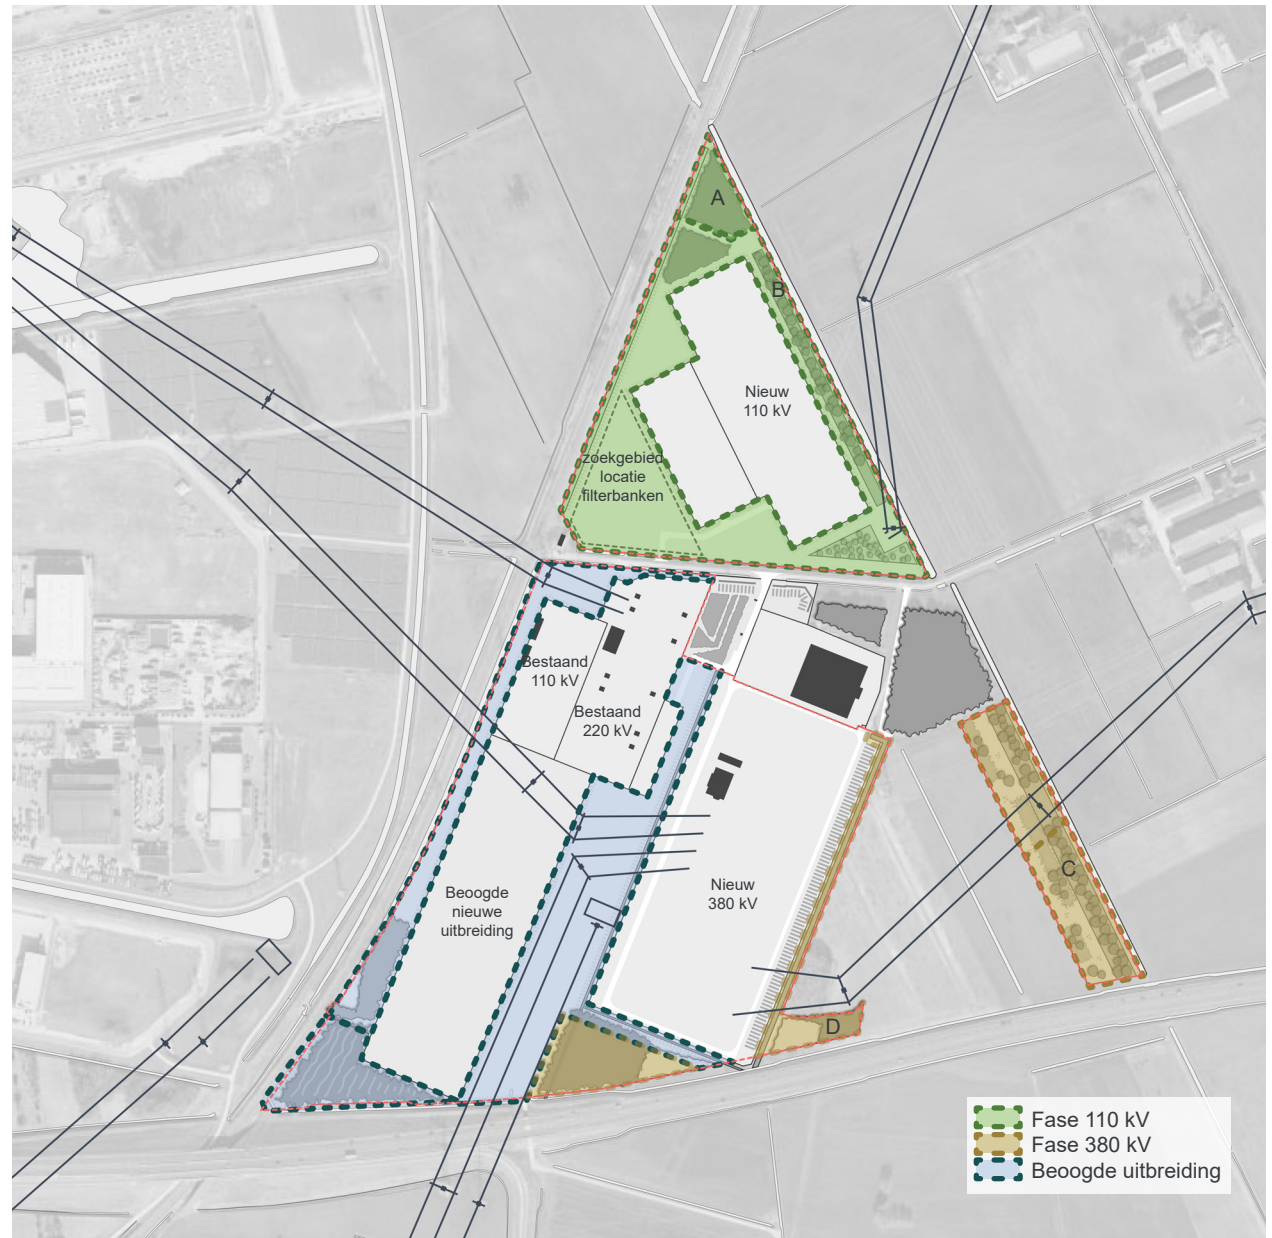 A
B
Nieuw
110 kV
zoekgebied
locatie
filterbanken
Bestaand
110 kV
Bestaand
220 kV
Beoogde
nieuwe
uitbreiding
Nieuw
380 kV
C
D
Fase 110 kV
Fase 380 kV
Beoogde uitbreiding